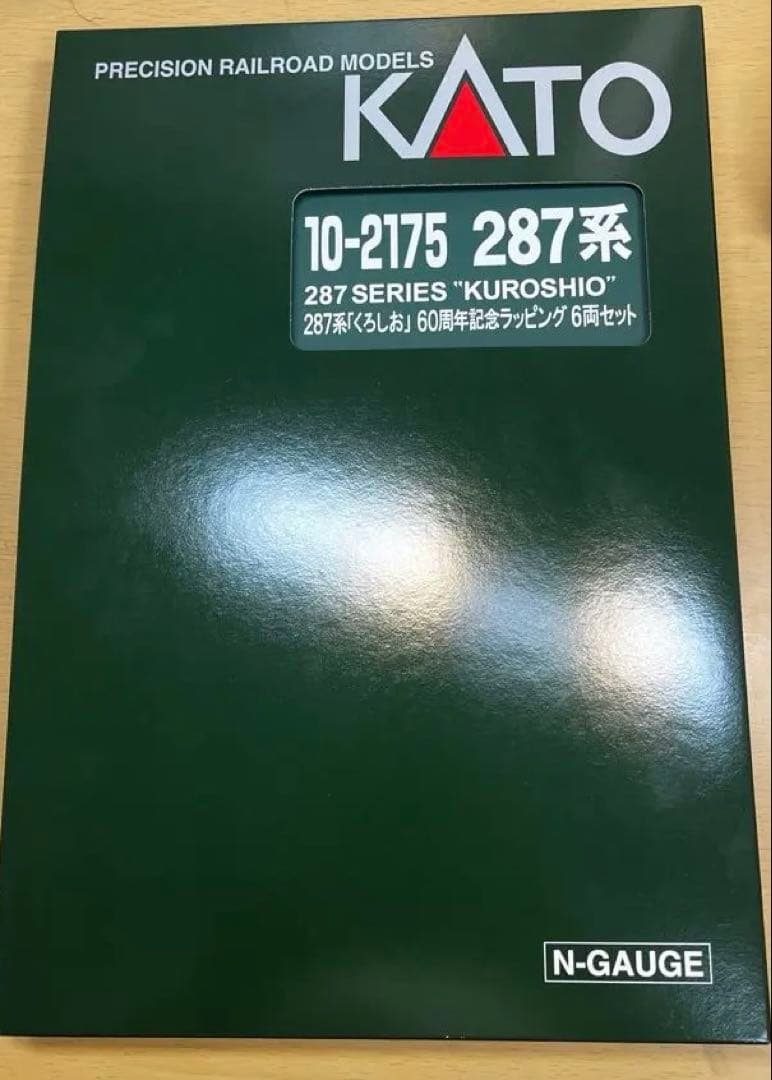 PRECISION RAILROAD MODELS
KATO
10-2175 287系
287 SERIES "KUROSHIO"
287系「くろしお」 60周年記念ラッピング 6両セット
N-GAUGE